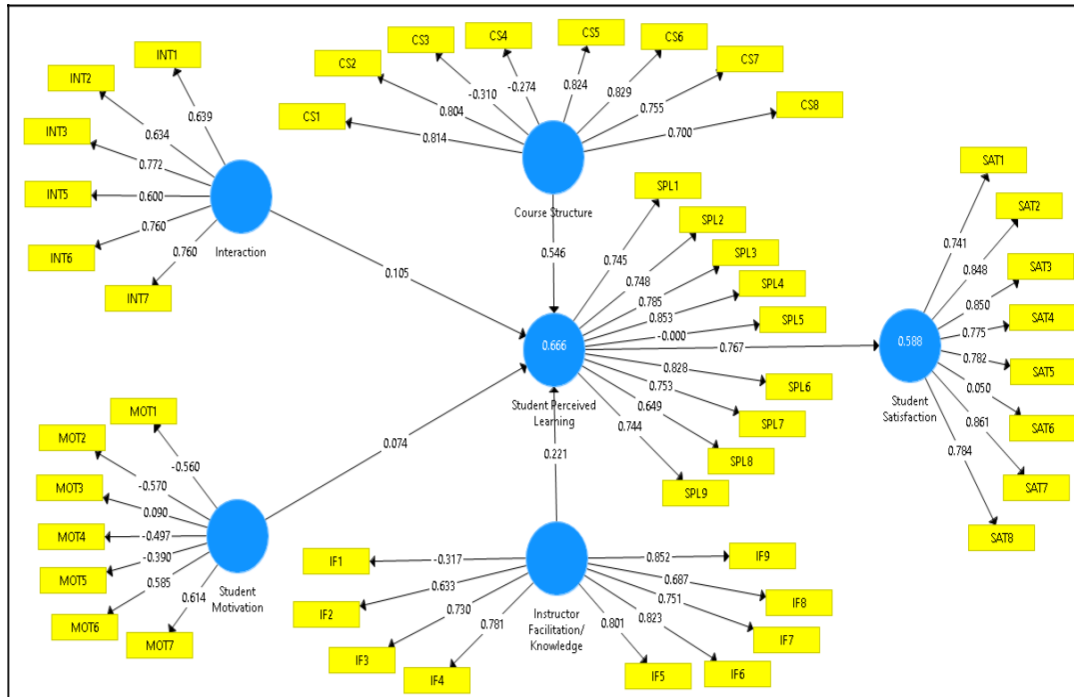 INT1
INT2
INT3
INT5
INT6
INT7
0.639
0.634
0.772
0.600
0.760
0.760
Interaction
CS1
CS2
CS3
CS4
CS5
CS6
CS7
CS8
0.814
0.804
-0.310
-0.274
0.824
0.829
0.755
0.700
Course Structure
0.546
0.105
SPL1
SPL2
SPL3
SPL4
SPL5
SPL6
SPL7
SPL8
SPL9
0.745
0.748
0.785
0.853
-0.000
0.767
0.828
0.753
0.649
0.744
0.666
Student Perceived
Learning
SAT1
SAT2
SAT3
SAT4
SAT5
SAT6
SAT7
SAT8
0.741
0.848
0.850
0.775
0.782
0.050
0.861
0.784
0.588
Student
Satisfaction
MOT1
MOT2
MOT3
MOT4
MOT5
MOT6
MOT7
-0.560
-0.570
0.090
-0.497
-0.390
0.585
0.614
Student
Motivation
0.074
0.221
IF1
IF2
IF3
IF4
IF5
IF6
IF7
IF8
IF9
-0.317
0.633
0.730
0.781
0.801
0.823
0.751
0.687
0.852
Instructor
Facilitation/
Knowledge